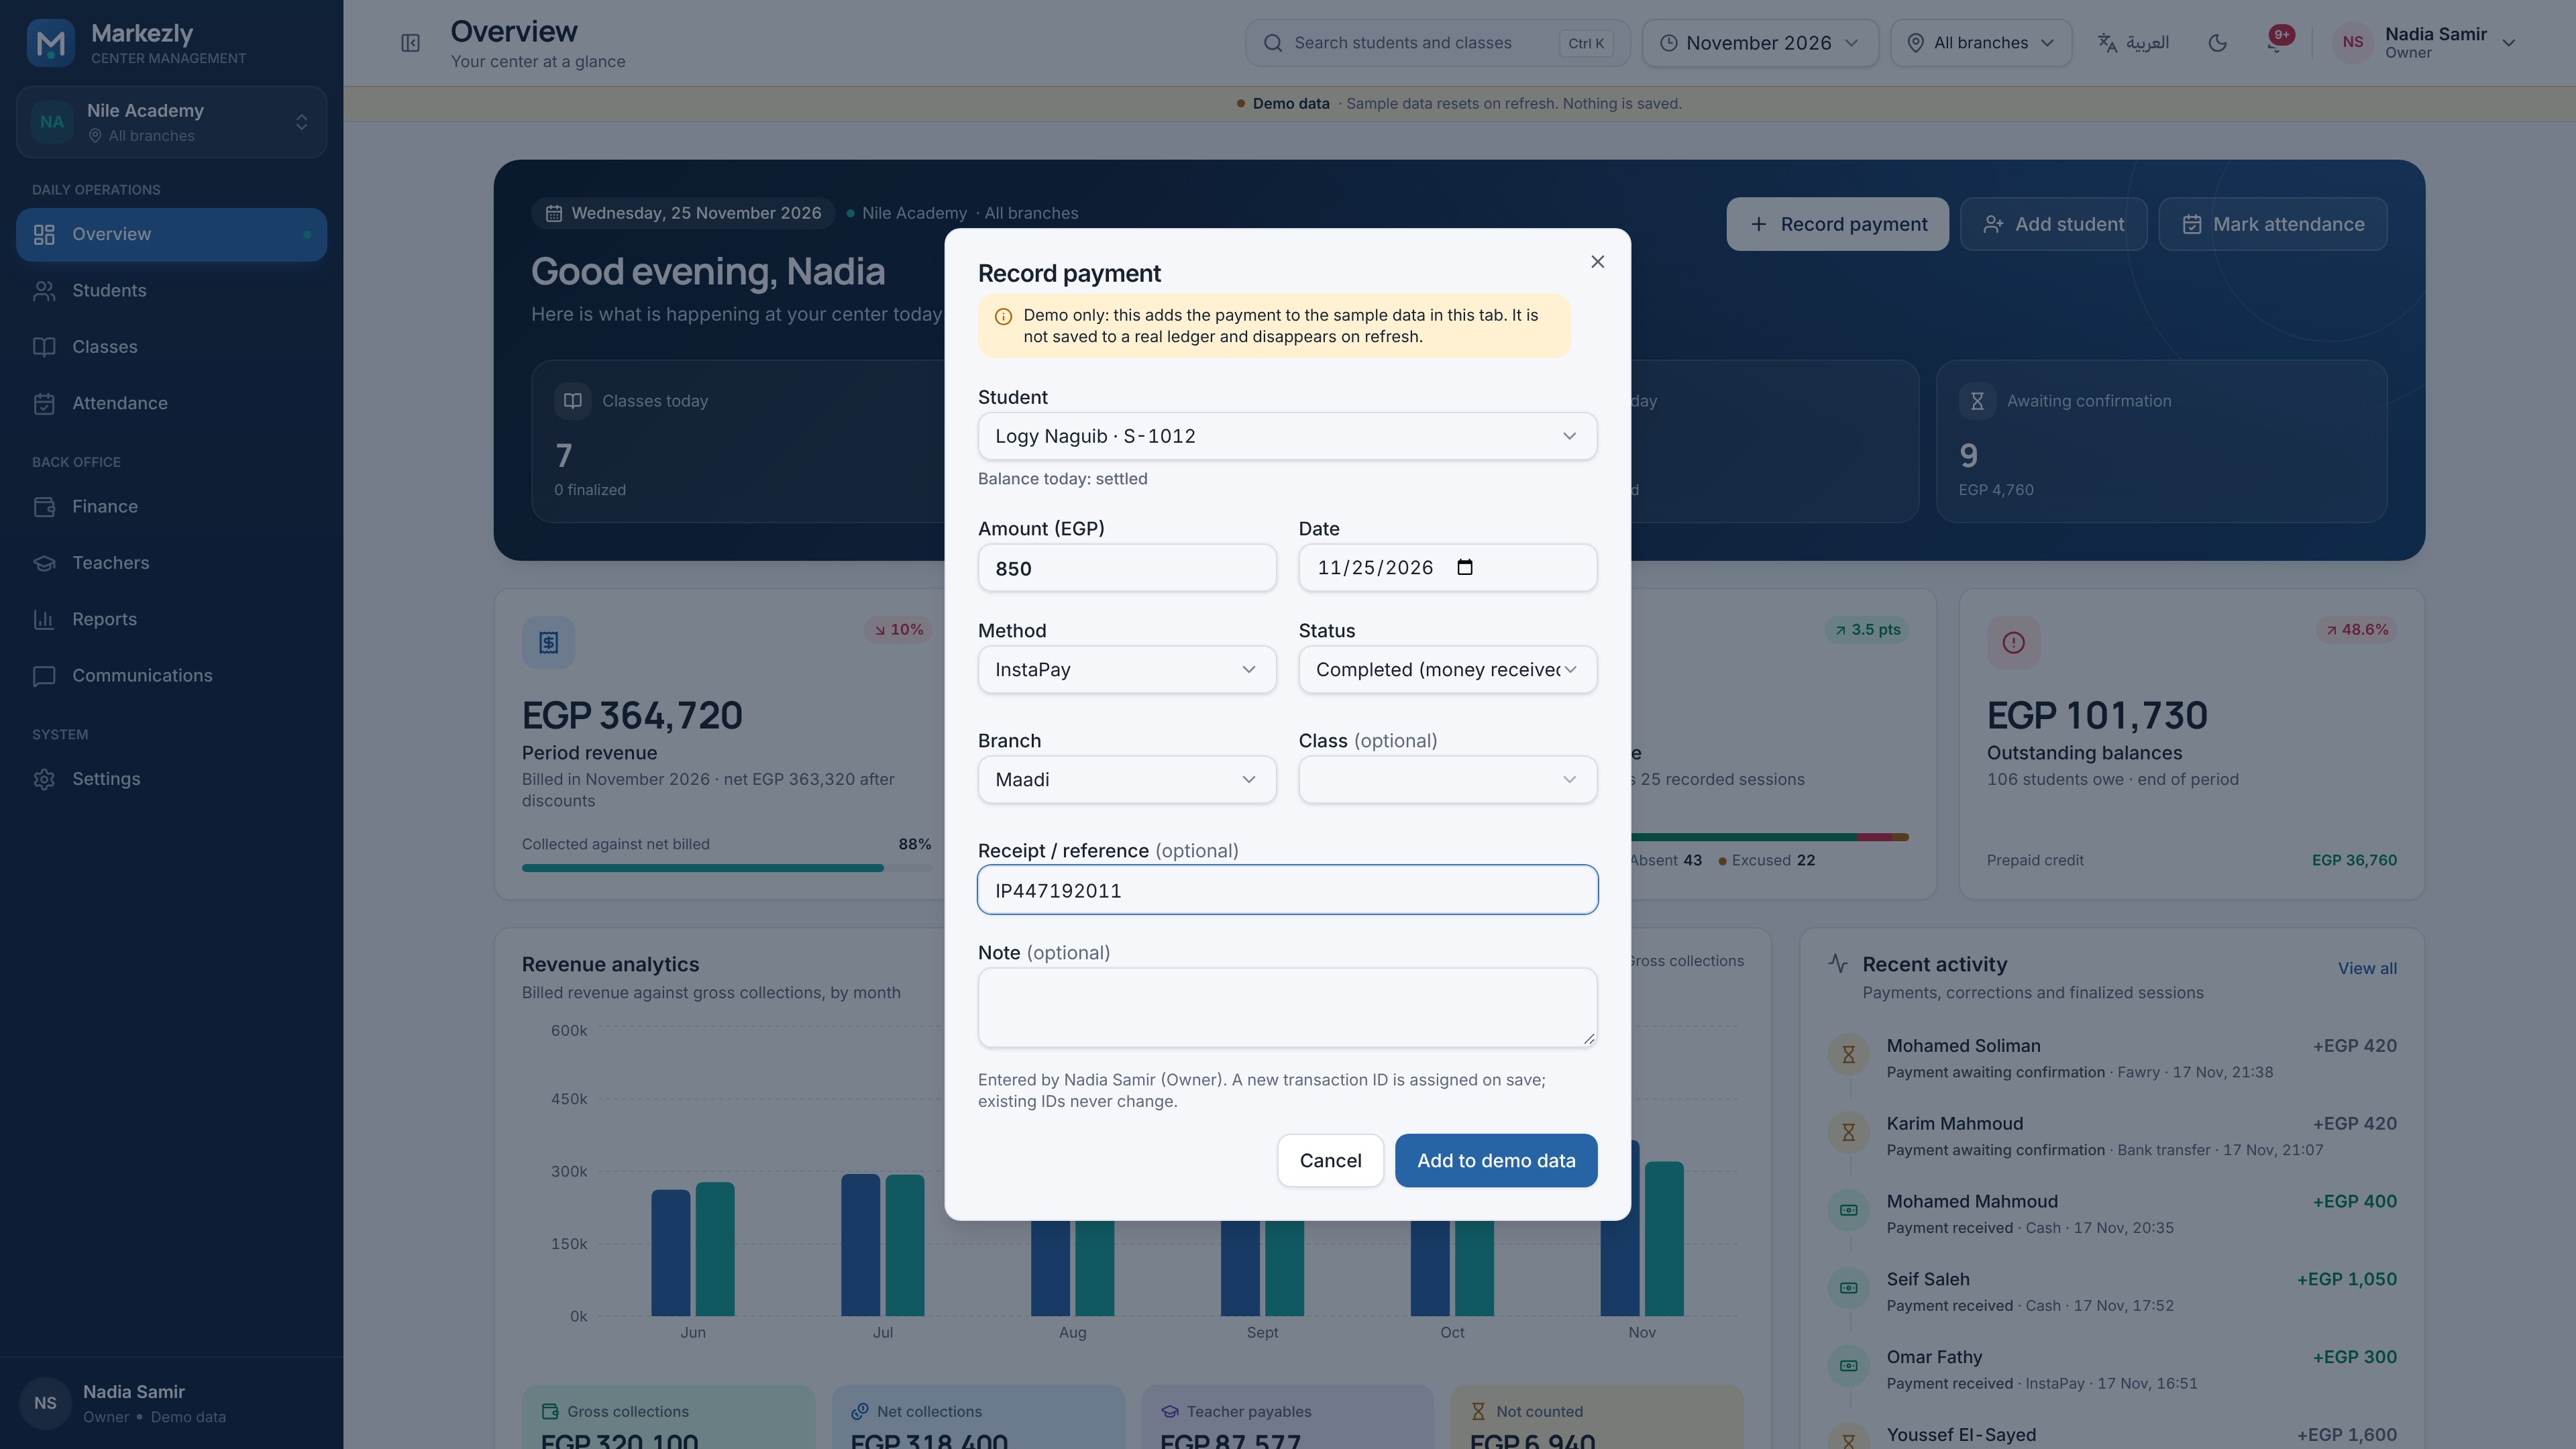 Markezly
CENTER MANAGEMENT
NA
Nile Academy
All branches
DAILY OPERATIONS
Overview
Students
Classes
Attendance
BACK OFFICE
Finance
Teachers
Reports
Communications
SYSTEM
Settings
NS
Nadia Samir
Owner • Demo data
Overview
Your center at a glance
Search students and classes
Ctrl K
November 2026
All branches
العربية
9+
NS
Nadia Samir
Owner
Demo data · Sample data resets on refresh. Nothing is saved.
Wednesday, 25 November 2026
Nile Academy · All branches
Good evening, Nadia
Here is what is happening at your center today
Record payment
Add student
Mark attendance
Classes today
7
0 finalized
Awaiting confirmation
9
EGP 4,760
10%
EGP 364,720
Period revenue
Billed in November 2026 · net EGP 363,320 after
discounts
Collected against net billed
88%
3.5 pts
25 recorded sessions
Absent 43
Excused 22
48.6%
EGP 101,730
Outstanding balances
106 students owe · end of period
Prepaid credit
EGP 36,760
Record payment
Demo only: this adds the payment to the sample data in this tab. It is
not saved to a real ledger and disappears on refresh.
Student
Logy Naguib · S-1012
Balance today: settled
Amount (EGP)
850
Date
11/25/2026
Method
InstaPay
Status
Completed (money received
Branch
Maadi
Class (optional)
Receipt / reference (optional)
IP447192011
Note (optional)
Entered by Nadia Samir (Owner). A new transaction ID is assigned on save;
existing IDs never change.
Cancel
Add to demo data
Revenue analytics
Billed revenue against gross collections, by month
Gross collections
600k
450k
300k
150k
0k
Jun
Jul
Aug
Sept
Oct
Nov
Gross collections
EGP 320,100
Net collections
EGP 318,400
Teacher payables
EGP 87,577
Not counted
EGP 6,940
Recent activity
View all
Payments, corrections and finalized sessions
Mohamed Soliman
+EGP 420
Payment awaiting confirmation · Fawry · 17 Nov, 21:38
Karim Mahmoud
+EGP 420
Payment awaiting confirmation · Bank transfer · 17 Nov, 21:07
Mohamed Mahmoud
+EGP 400
Payment received · Cash · 17 Nov, 20:35
Seif Saleh
+EGP 1,050
Payment received · Cash · 17 Nov, 17:52
Omar Fathy
+EGP 300
Payment received · InstaPay · 17 Nov, 16:51
Youssef El-Sayed
+EGP 1,600